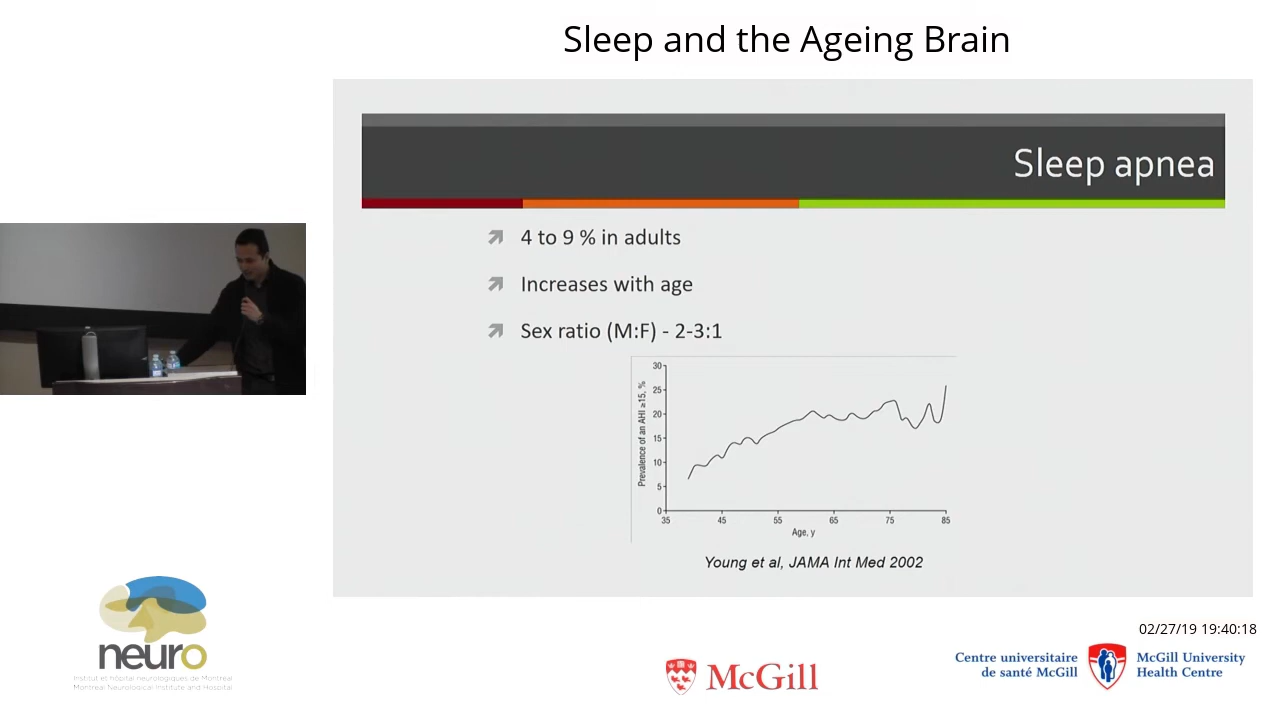 Sleep and the Ageing Brain
Sleep apnea
4 to 9 % in adults
Increases with age
Sex ratio (M:F) - 2-3:1
Prevalence of an AHI ≥15, %
30
25
20
15
10
5
0
35 45 55 65 75 85
Age, y
Young et al, JAMA Int Med 2002
02/27/19 19:40:18
neuro
Institut et hôpital neurologiques de Montréal
Montreal Neurological Institute and Hospital
McGill
Centre universitaire
de santé McGill
McGill University
Health Centre